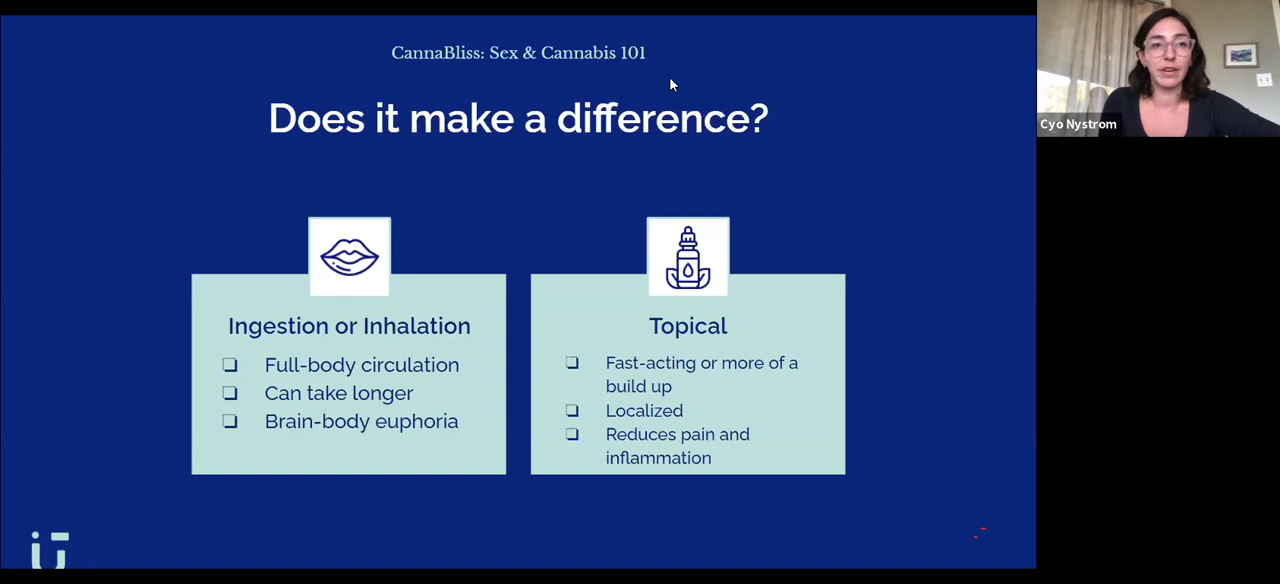 CannaBliss: Sex & Cannabis 101
Does it make a difference?
Ingestion or Inhalation
Full-body circulation
Can take longer
Brain-body euphoria
Topical
Fast-acting or more of a
build up
Localized
Reduces pain and
inflammation
Cyo Nystrom